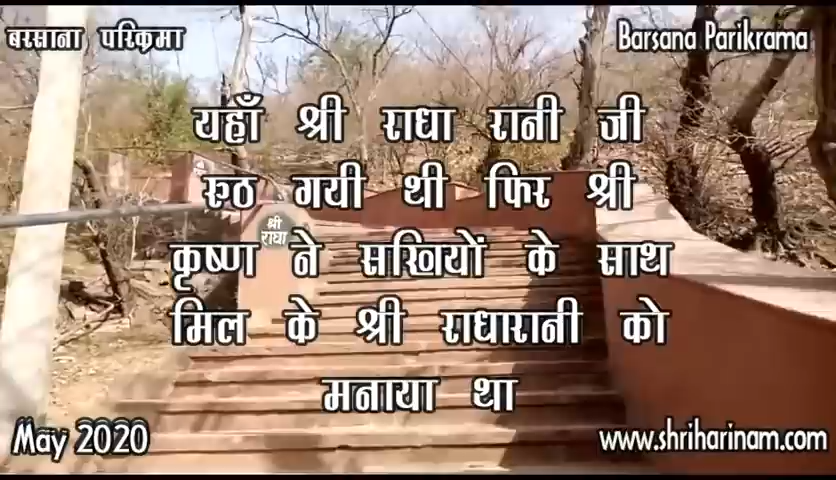 बरसाना परिक्रमा
Barsana Parikrama
यहाँ श्री राधा रानी जी
रूठ गयी थी फिर श्री
श्री
राधा
कृष्ण ने सखियों के साथ
मिल के श्री राधारानी को
मनाया था
May 2020
www.shriharinam.com